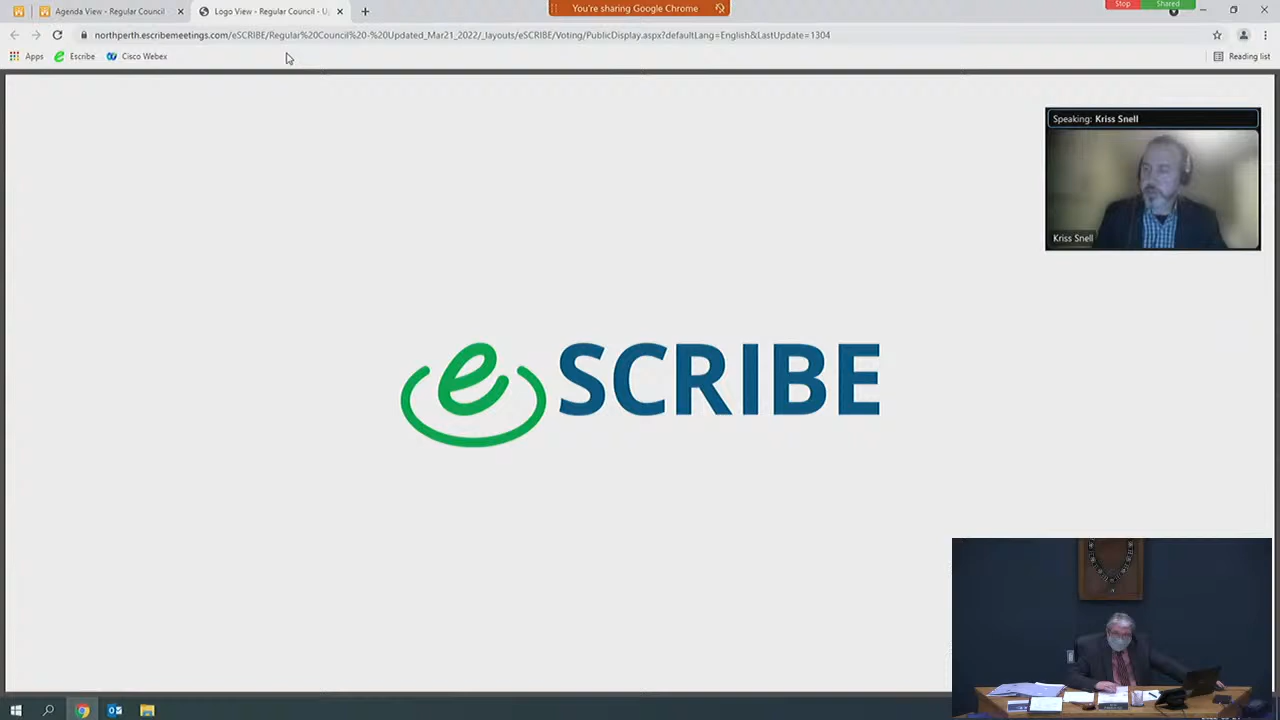 Agenda View - Regular Council
Logo View - Regular Council - U
You're sharing Google Chrome
Stop
Shared
northperth.escribemeetings.com/eSCRIBE/Regular%20Council%20-%20Updated_Mar21_2022/_layouts/eSCRIBE/Voting/PublicDisplay.aspx?defaultLang=English&LastUpdate=1304
Apps
Escribe
Cisco Webex
Reading list
Speaking: Kriss Snell
Kriss Snell
eSCRIBE